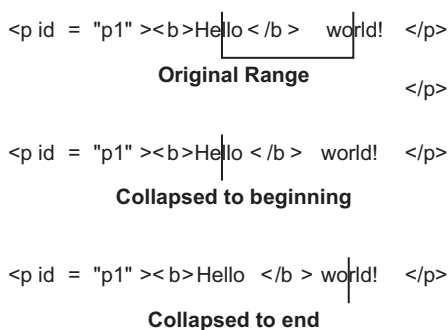 <p id = "p1" ><b>Hello </b> world! </p>
Original Range
</p>
<p id = "p1" ><b>Hello </b> world! </p>
Collapsed to beginning
<p id = "p1" ><b>Hello </b> world! </p>
Collapsed to end